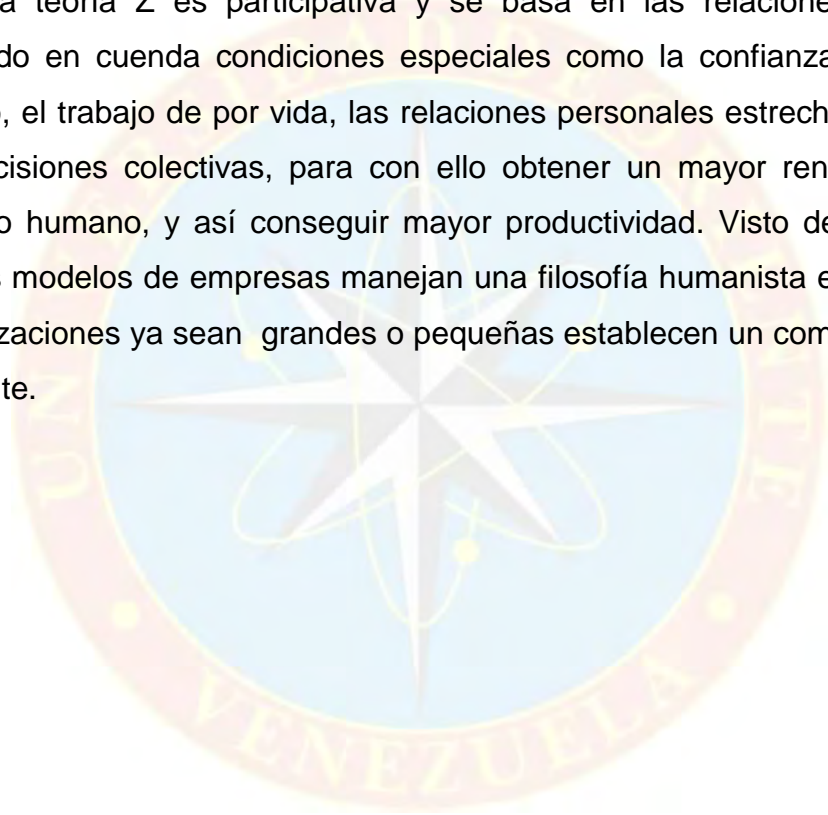 a teoría Z es participativa y se basa en las relacione
do en cuenda condiciones especiales como la confianza
o, el trabajo de por vida, las relaciones personales estrech
cisiones colectivas, para con ello obtener un mayor ren
o humano, y así conseguir mayor productividad. Visto de
s modelos de empresas manejan una filosofía humanista e
zaciones ya sean grandes o pequeñas establecen un com
te.
UN
DE
VENEZUELA